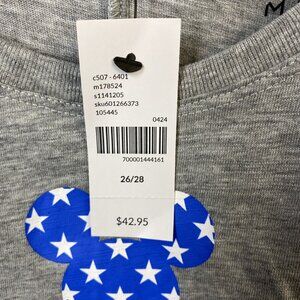 M
c507 - 6401
m178524
s1141205
sku601266373
105445
0424
700001444161
26/28
$42.95